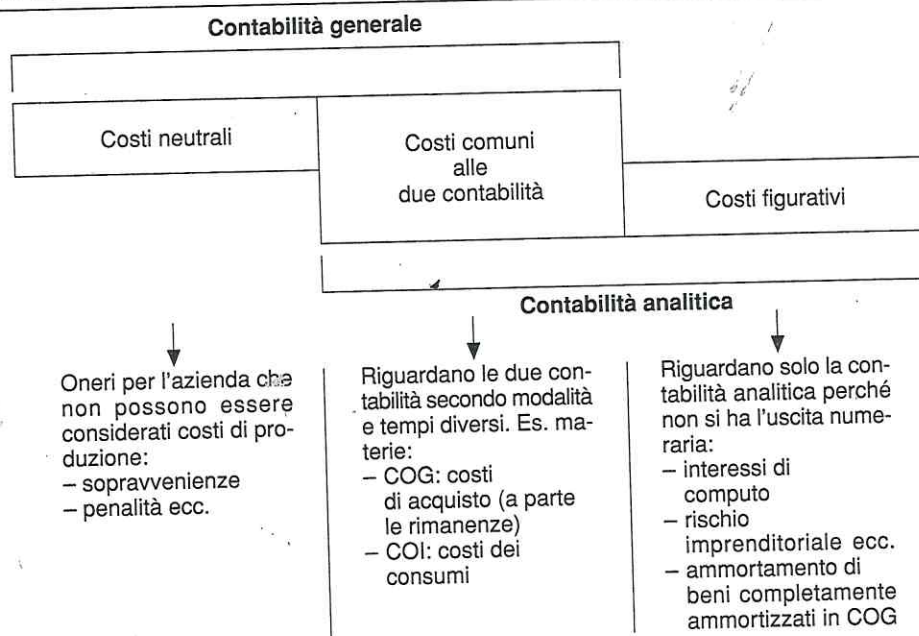 Contabilità generale
Costi neutrali
Costi comuni
alle
due contabilità
Costi figurativi
Contabilità analitica
Oneri per l'azienda che
non possono essere
considerati costi di pro-
duzione:
– sopravvenienze
– penalità ecc.
Riguardano le due con-
tabilità secondo modalità
e tempi diversi. Es. ma-
terie:
– COG: costi
di acquisto (a parte
le rimanenze)
– COI: costi dei
consumi
Riguardano solo la con-
tabilità analitica perché
non si ha l'uscita nume-
raria:
– interessi di
computo
– rischio
imprenditoriale ecc.
– ammortamento di
beni completamente
ammortizzati in COG